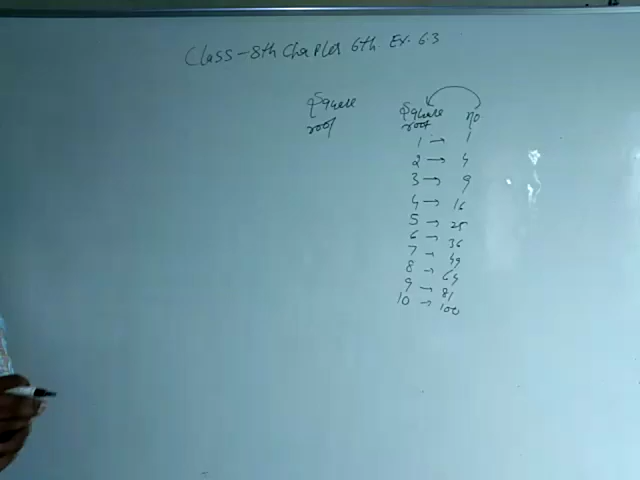 Class-8th Chapter 6th Ex. 6.3
Square
root
Square no
root
1 → 1
2 → 4
3 → 9
4 → 16
5 → 25
6 → 36
7 → 49
8 → 64
9 → 81
10 → 100